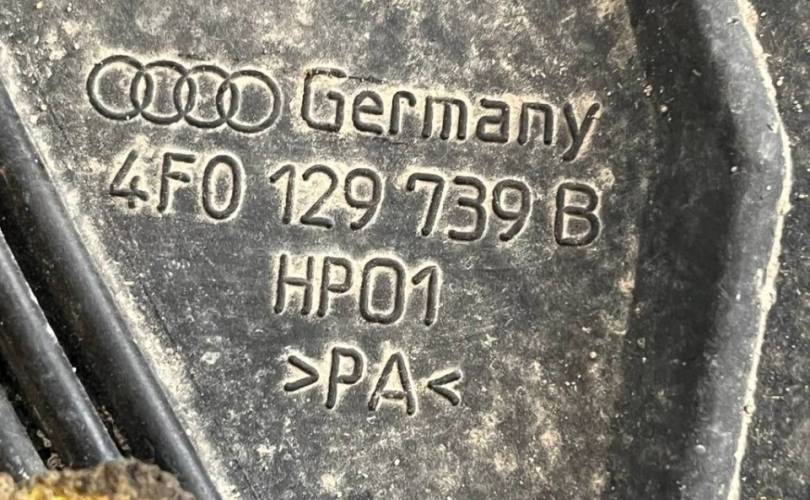 Germany
4F0 129 739 B
HP01
>PA<